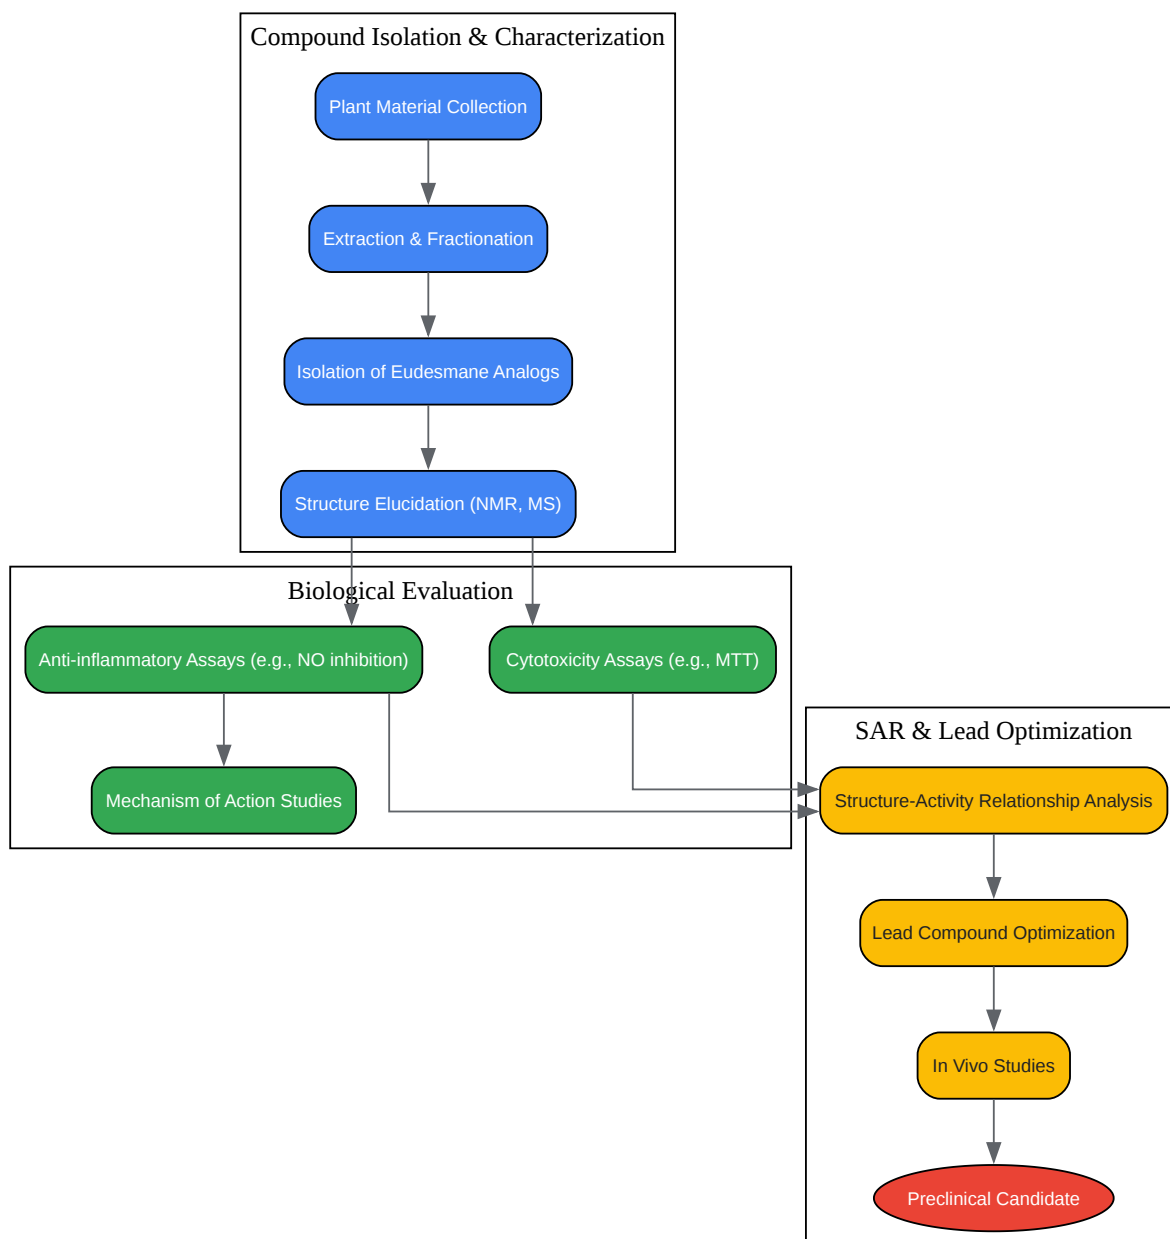 Compound Isolation & Characterization
Plant Material Collection
Extraction & Fractionation
Isolation of Eudesmane Analogs
Structure Elucidation (NMR, MS)
Biological Evaluation
Anti-inflammatory Assays (e.g., NO inhibition)
Cytotoxicity Assays (e.g., MTT)
Mechanism of Action Studies
SAR & Lead Optimization
Structure-Activity Relationship Analysis
Lead Compound Optimization
In Vivo Studies
Preclinical Candidate